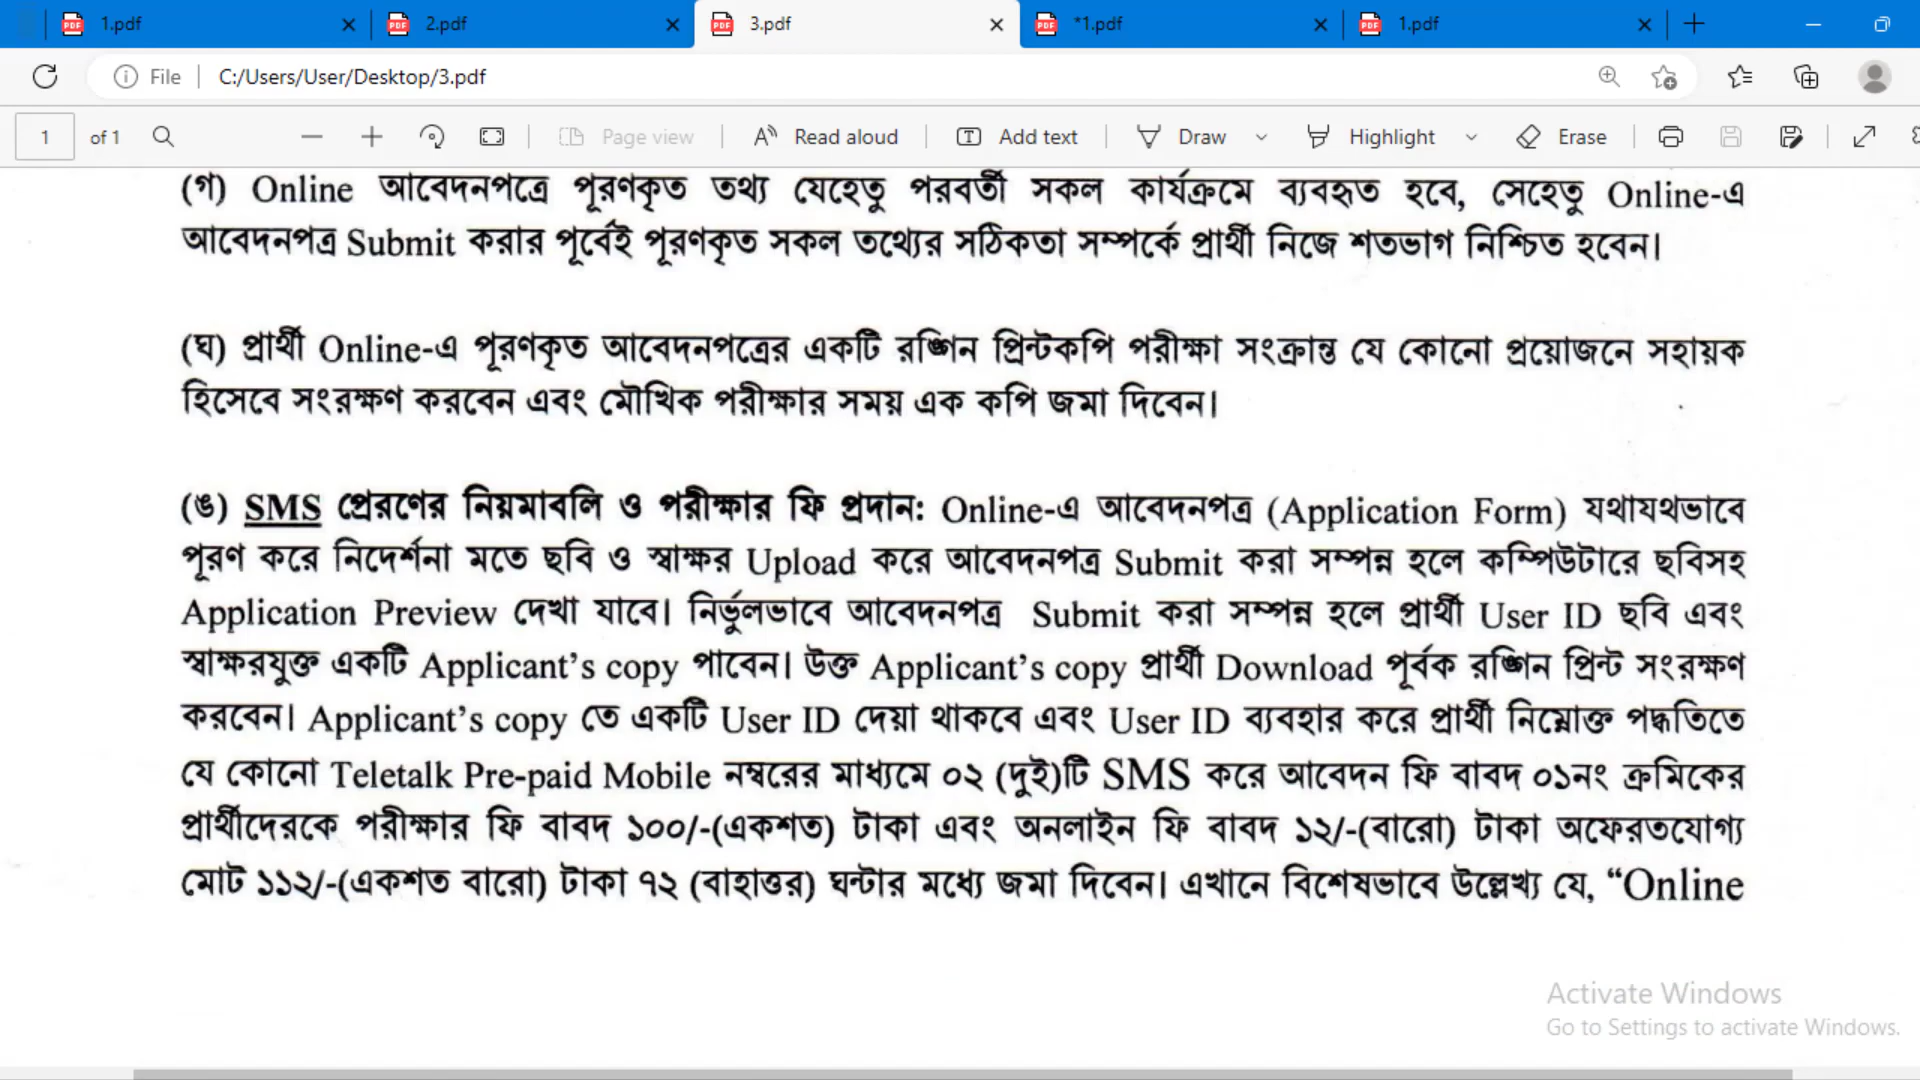 1.pdf
2.pdf
3.pdf
*1.pdf
1.pdf
File
C:/Users/User/Desktop/3.pdf
1 of 1
Page view
Read aloud
Add text
Draw
Highlight
Erase
(গ) Online আবেদনপত্রে পূরণকৃত তথ্য যেহেতু পরবর্তী সকল কার্যক্রমে ব্যবহৃত হবে, সেহেতু Online-এ
আবেদনপত্র Submit করার পূর্বেই পূরণকৃত সকল তথ্যের সঠিকতা সম্পর্কে প্রার্থী নিজে শতভাগ নিশ্চিত হবেন।
(ঘ) প্রার্থী Online-এ পূরণকৃত আবেদনপত্রের একটি রঙ্গিন প্রিন্টকপি পরীক্ষা সংক্রান্ত যে কোনো প্রয়োজনে সহায়ক
হিসেবে সংরক্ষণ করবেন এবং মৌখিক পরীক্ষার সময় এক কপি জমা দিবেন।
(ঙ) SMS প্রেরণের নিয়মাবলি ও পরীক্ষার ফি প্রদান: Online-এ আবেদনপত্র (Application Form) যথাযথভাবে
পূরণ করে নিদের্শনা মতে ছবি ও স্বাক্ষর Upload করে আবেদনপত্র Submit করা সম্পন্ন হলে কম্পিউটারে ছবিসহ
Application Preview দেখা যাবে। নির্ভুলভাবে আবেদনপত্র Submit করা সম্পন্ন হলে প্রার্থী User ID ছবি এবং
স্বাক্ষরযুক্ত একটি Applicant’s copy পাবেন। উক্ত Applicant’s copy প্রার্থী Download পূর্বক রঙ্গিন প্রিন্ট সংরক্ষণ
করবেন। Applicant’s copy তে একটি User ID দেয়া থাকবে এবং User ID ব্যবহার করে প্রার্থী নিম্নোক্ত পদ্ধতিতে
যে কোনো Teletalk Pre-paid Mobile নম্বরের মাধ্যমে ০২ (দুই)টি SMS করে আবেদন ফি বাবদ ০১নং ক্রমিকের
প্রার্থীদেরকে পরীক্ষার ফি বাবদ ১০০/-(একশত) টাকা এবং অনলাইন ফি বাবদ ১২/-(বারো) টাকা অফেরতযোগ্য
মোট ১১২/-(একশত বারো) টাকা ৭২ (বাহাত্তর) ঘন্টার মধ্যে জমা দিবেন। এখানে বিশেষভাবে উল্লেখ্য যে, “Online
Activate Windows
Go to Settings to activate Windows.